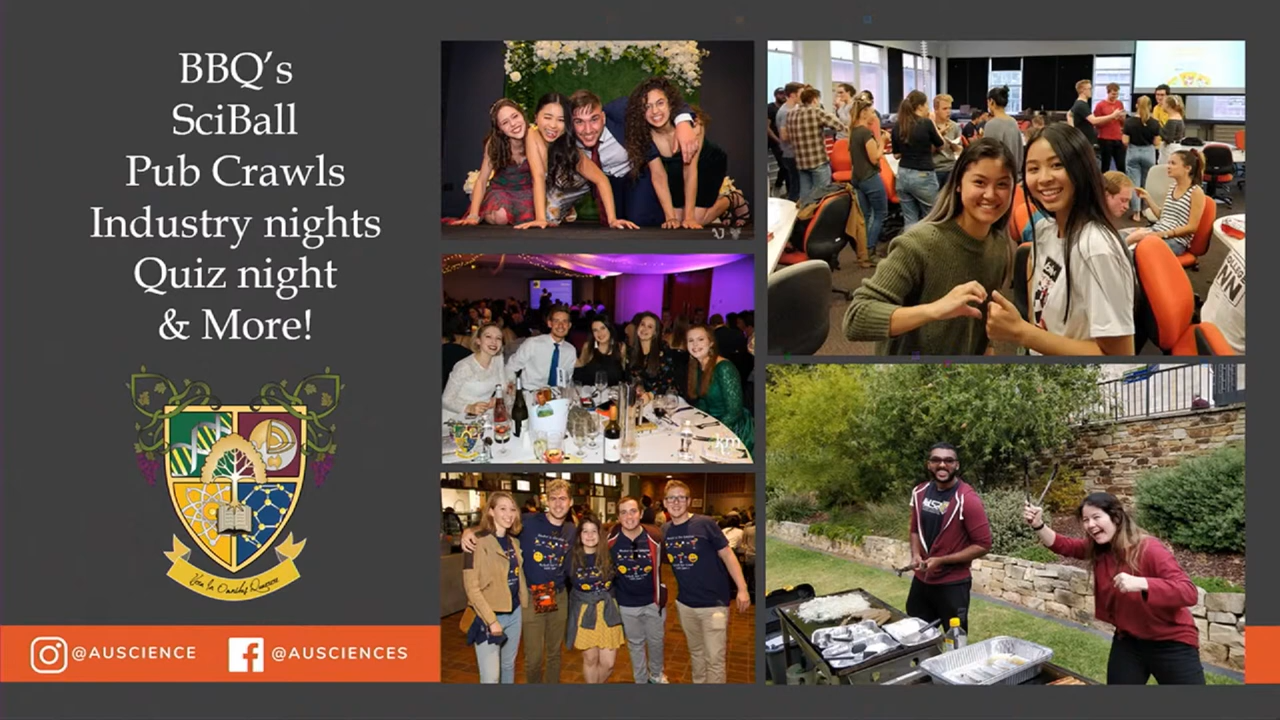 BBQ's
SciBall
Pub Crawls
Industry nights
Quiz night
& More!
@AUSCIENCE
@AUSCIENCES